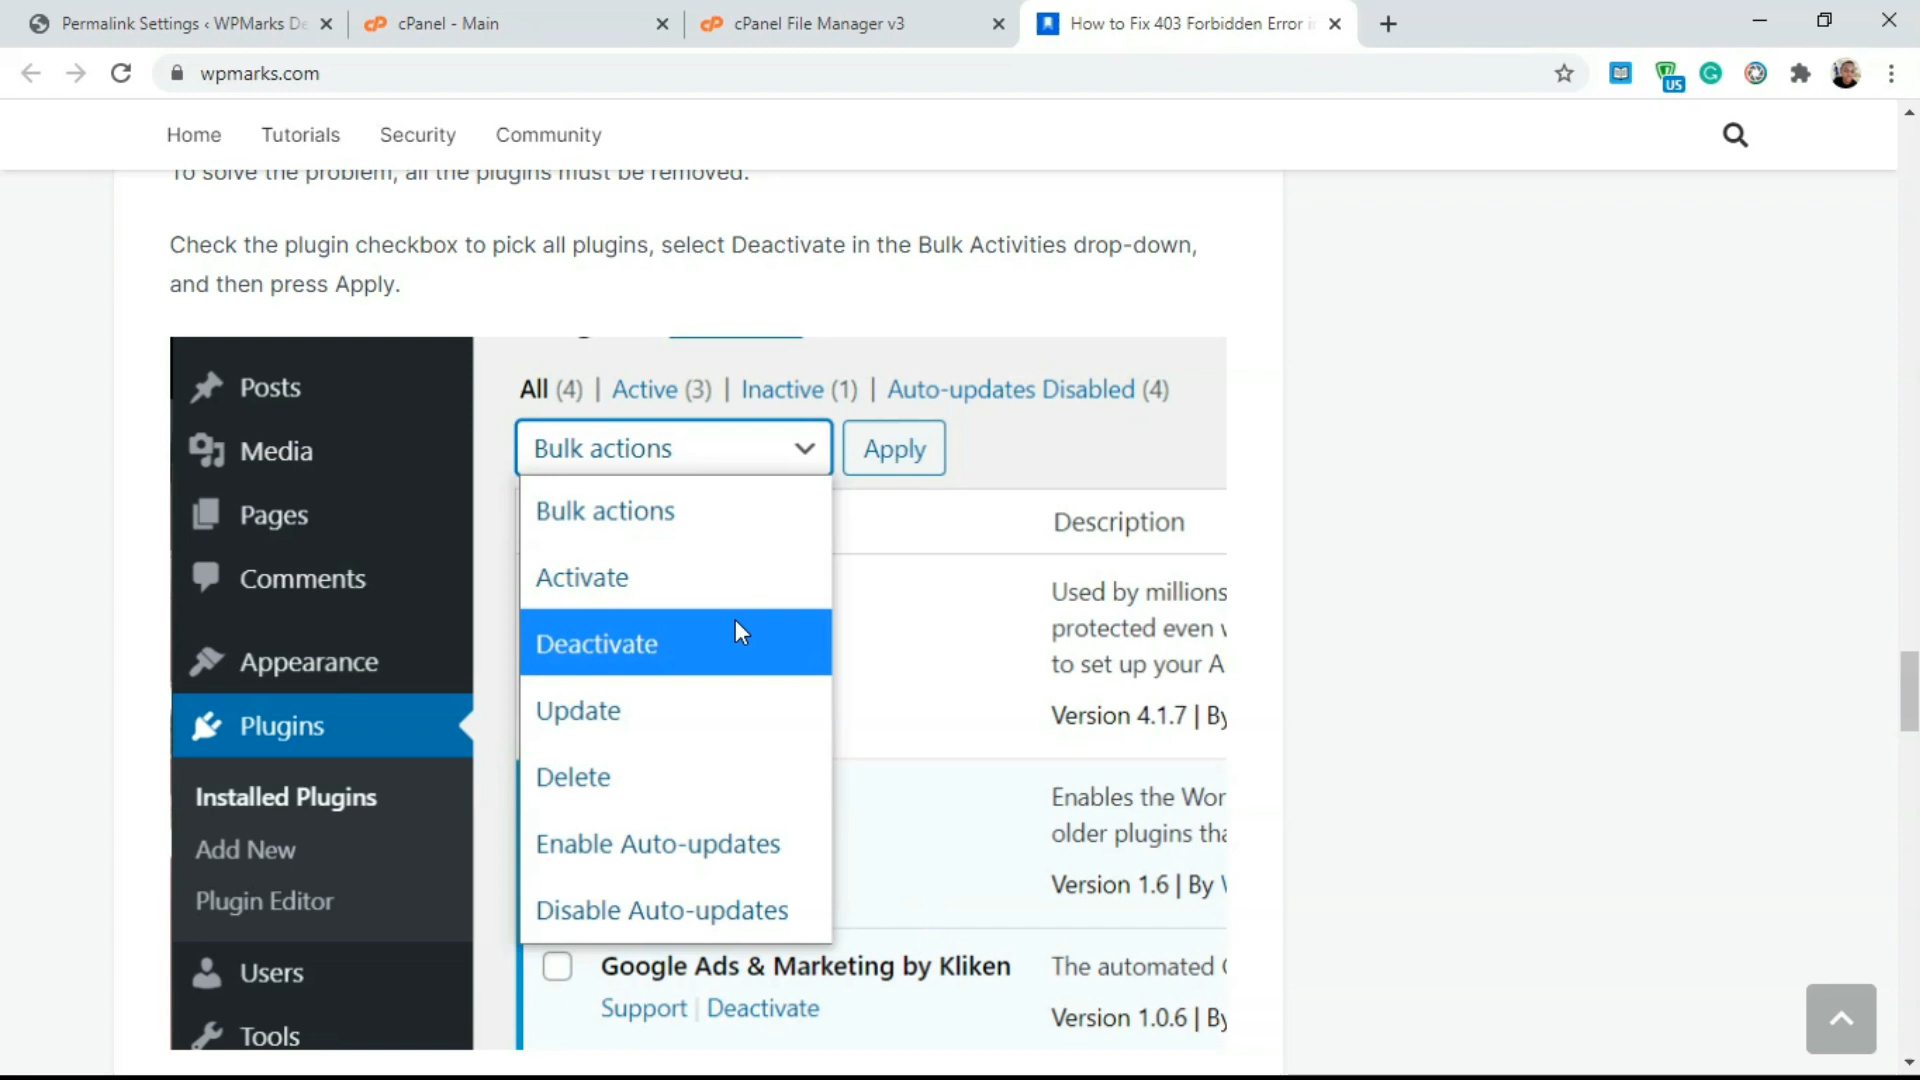 Permalink Settings ‹ WPMarks De
cPanel - Main
cPanel File Manager v3
How to Fix 403 Forbidden Error i
wpmarks.com
US
Home
Tutorials
Security
Community
To solve the problem, all the plugins must be removed.
Check the plugin checkbox to pick all plugins, select Deactivate in the Bulk Activities drop-down,
and then press Apply.
Posts
Media
Pages
Comments
Appearance
Plugins
Installed Plugins
Add New
Plugin Editor
Users
Tools
All (4) | Active (3) | Inactive (1) | Auto-updates Disabled (4)
Bulk actions
Apply
Bulk actions
Activate
Deactivate
Update
Delete
Enable Auto-updates
Disable Auto-updates
Description
Used by millions
protected even
to set up your A
Version 4.1.7 | By
Enables the Wor
older plugins tha
Version 1.6 | By
Google Ads & Marketing by Kliken
Support | Deactivate
The automated
Version 1.0.6 | By